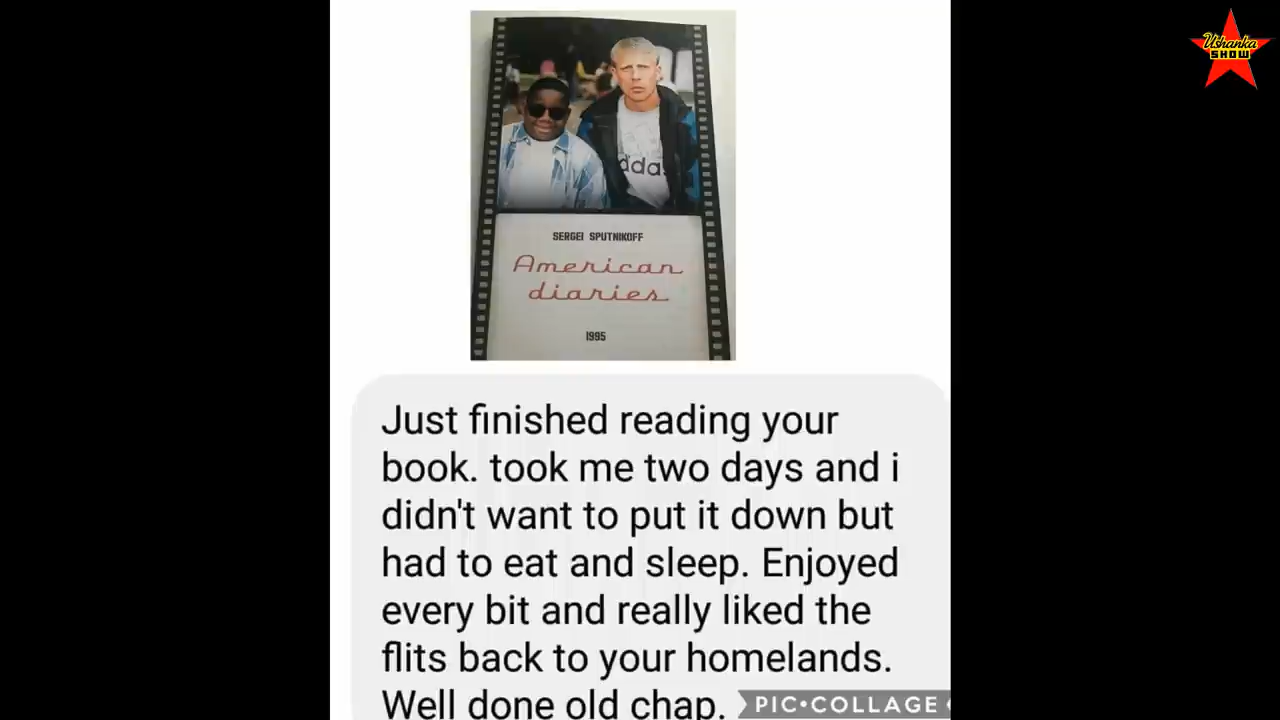 Ushanka
SHOW
ddas
SERGEI SPUTNIKOFF
American
diaries
1995
Just finished reading your
book. took me two days and i
didn't want to put it down but
had to eat and sleep. Enjoyed
every bit and really liked the
flits back to your homelands.
Well done old chap.
PIC•COLLAGE